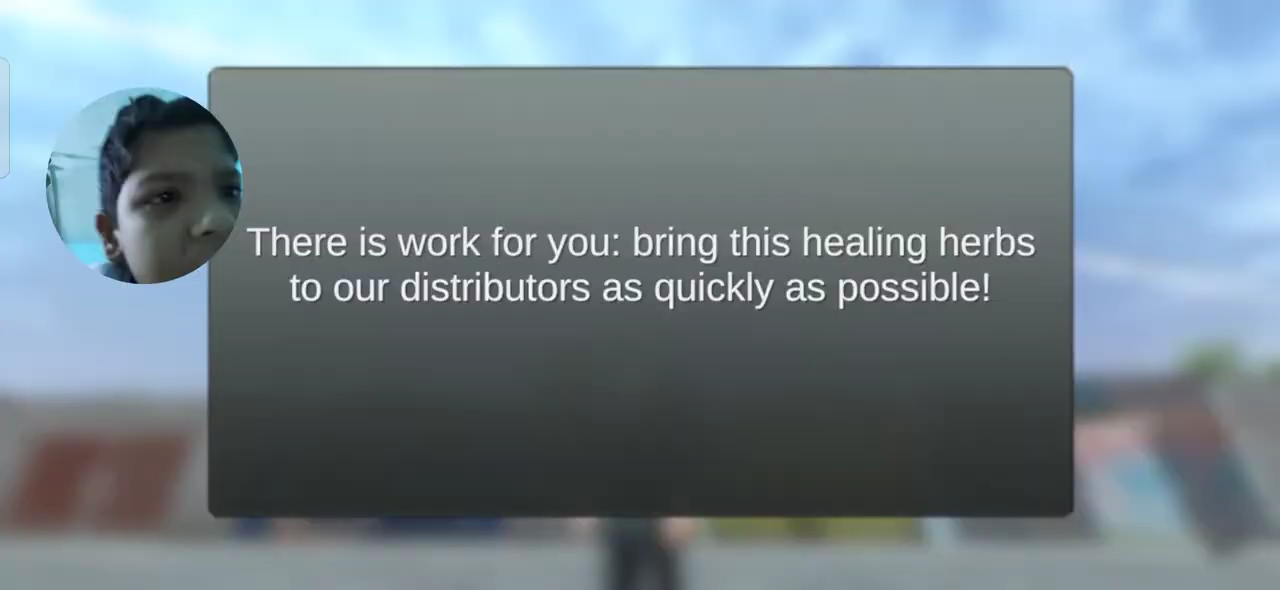 There is work for you: bring this healing herbs
to our distributors as quickly as possible!